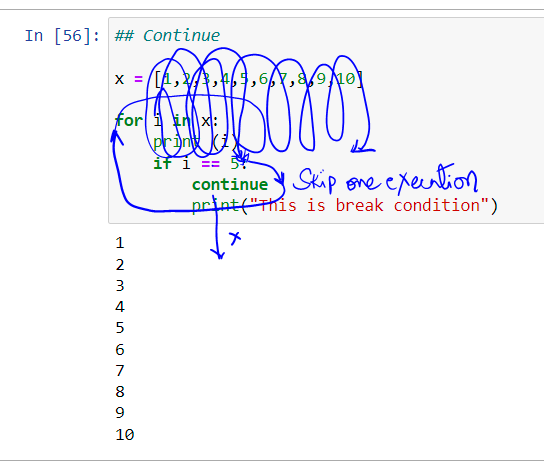 In [56]: ## Continue
x = [1,2,3,4,5,6,7,8,9,10]
for i in x:
print (i)
if i == 5:
continue Skip one execution
print("This is break condition")
x
1
2
3
4
5
6
7
8
9
10